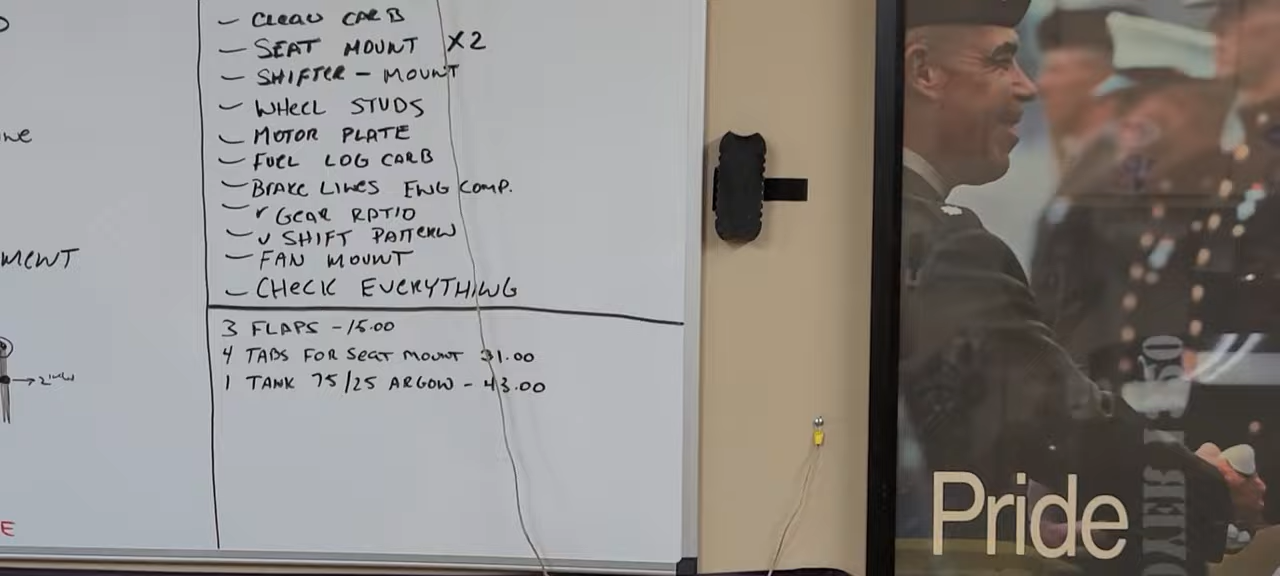 - CLEAN CARB
- SEAT MOUNT X2
- SHIFTER - MOUNT
- WHEEL STUDS
- MOTOR PLATE
- FUEL LOG CARB
- BRAKE LINES ENG COMP.
- ✓ GEAR RATIO
- ✓ SHIFT PATTERN
- FAN MOUNT
- CHECK EVERYTHING
3 FLAPS - 15.00
4 TABS FOR SEAT MOUNT 31.00
1 TANK 75/25 ARGON - 43.00
E
Pride